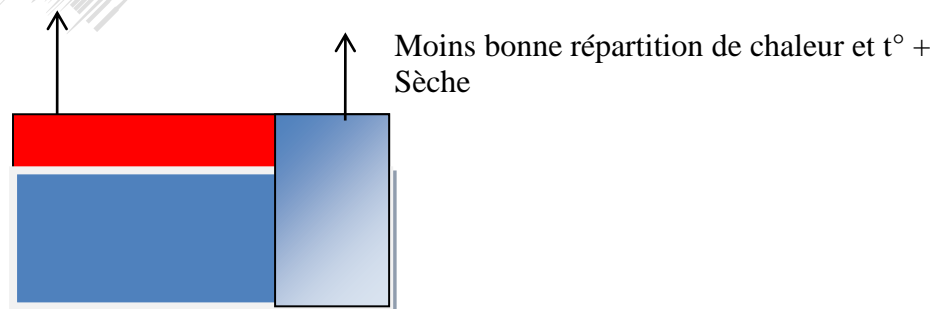 Moins bonne répartition de chaleur et t° +
Sèche